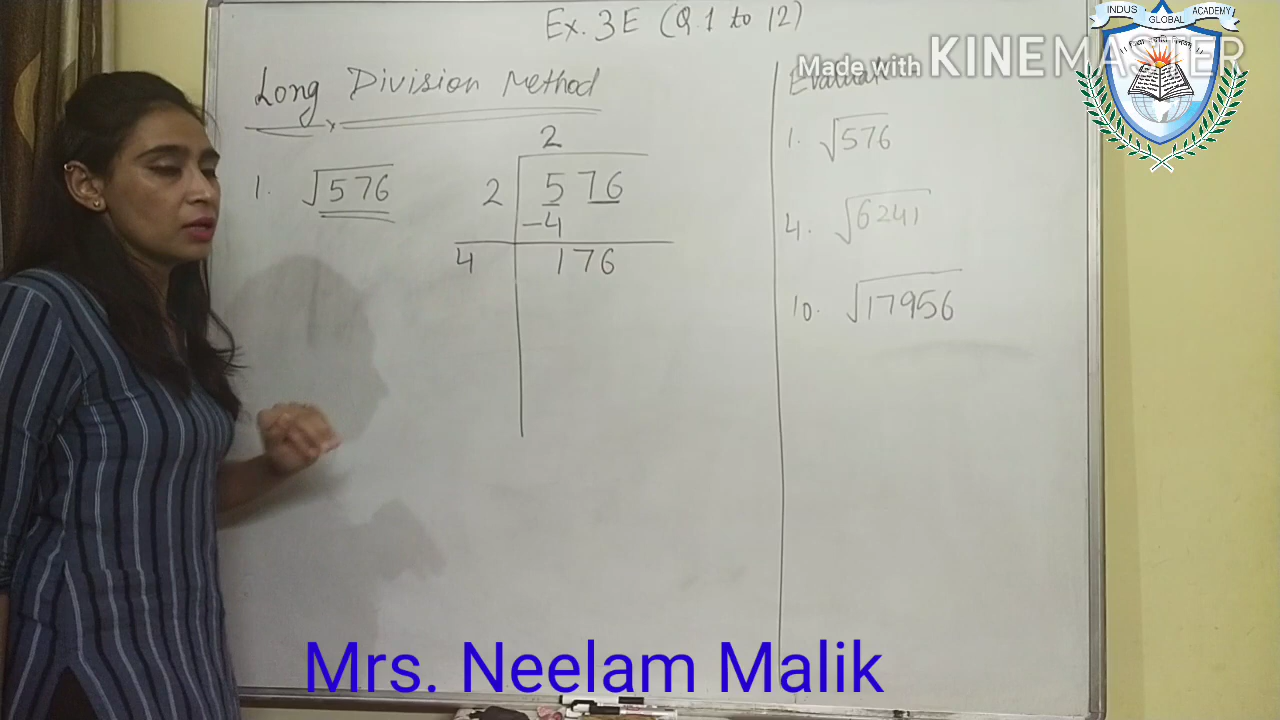 Ex. 3E (Q.1 to 12)
INDUS GLOBAL ACADEMY
Made with KINEMASTER
Long Division Method
1. √576
2
2 576
-4
4 176
Evaluate
1. √576
4. √6241
10. √17956
Mrs. Neelam Malik